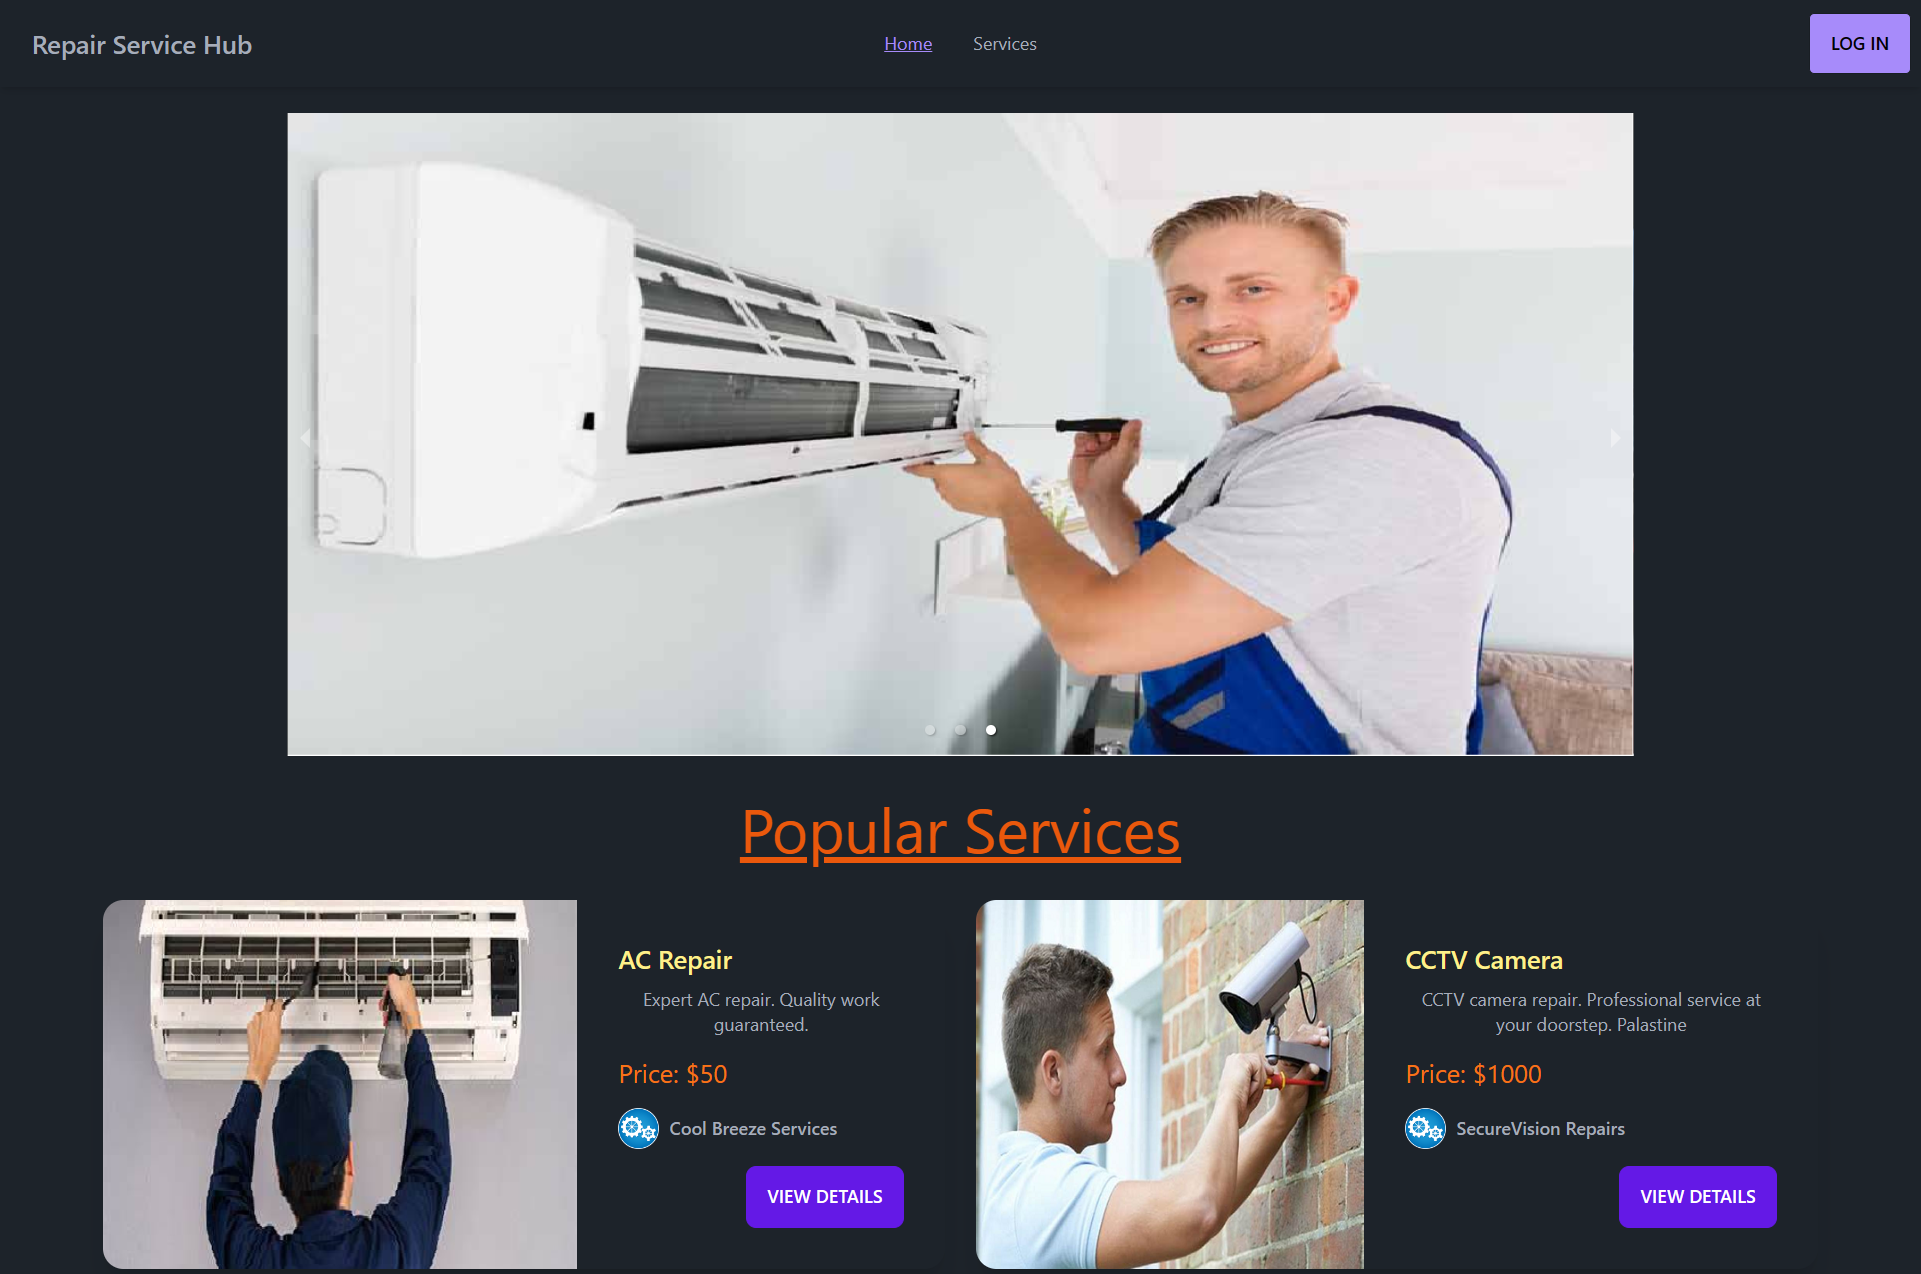 Repair Service Hub
Home
Services
LOG IN
Popular Services
AC Repair
Expert AC repair. Quality work
guaranteed.
Price: $50
Cool Breeze Services
VIEW DETAILS
CCTV Camera
CCTV camera repair. Professional service at
your doorstep. Palastine
Price: $1000
SecureVision Repairs
VIEW DETAILS